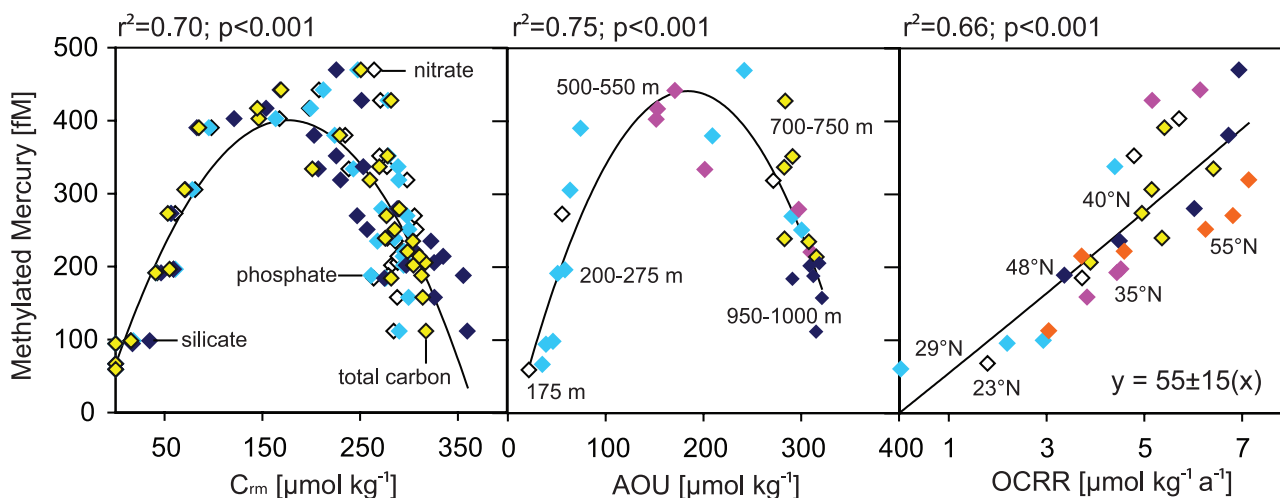 r²=0.70; p<0.001
r²=0.75; p<0.001
r²=0.66; p<0.001
Methylated Mercury [fM]
500
400
300
200
100
0
nitrate
phosphate
silicate
total carbon
50
150
250
350
Crm [µmol kg⁻¹]
500-550 m
700-750 m
200-275 m
950-1000 m
175 m
0
100
200
300
400
AOU [µmol kg⁻¹]
40°N
55°N
48°N
35°N
29°N
23°N
y = 55±15(x)
1
3
5
7
OCRR [µmol kg⁻¹ a⁻¹]